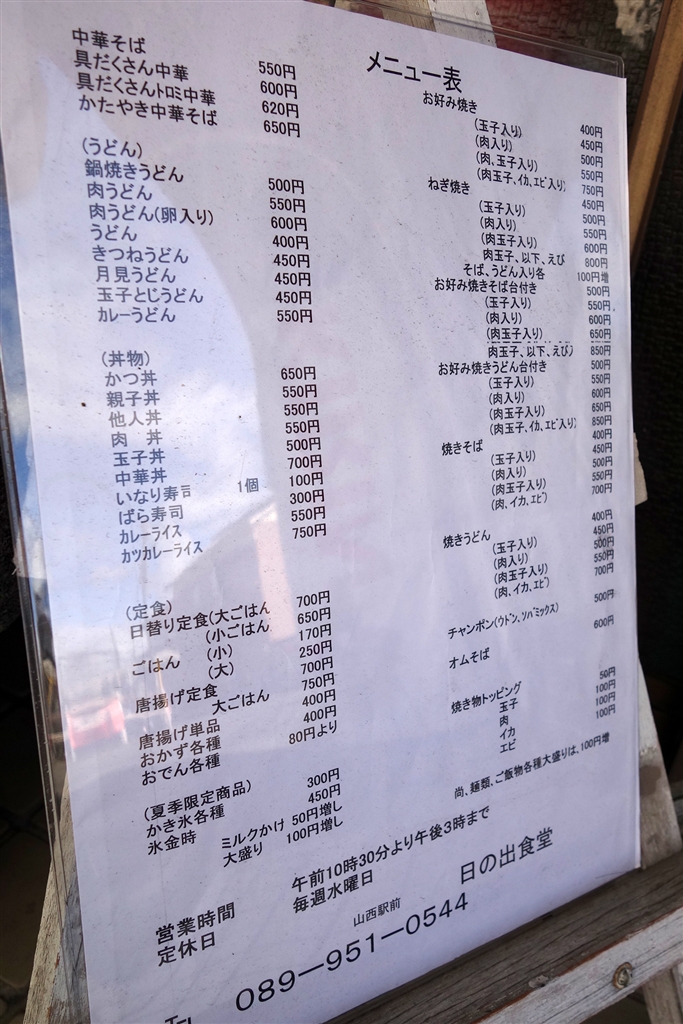 メニュー表
中華そば 550円
具だくさん中華 600円
具だくさんﾄﾛﾐ中華 620円
かたやき中華そば 650円
(うどん)
鍋焼きうどん 500円
肉うどん 550円
肉うどん(卵入り) 600円
うどん 400円
きつねうどん 450円
月見うどん 450円
玉子とじうどん 450円
カレーうどん 550円
(丼物)
かつ丼 650円
親子丼 550円
他人丼 550円
肉 丼 550円
玉子丼 500円
中華丼 700円
いなり寿司 1個 100円
ばら寿司 300円
カレーライス 550円
カツカレーライス 750円
(定食)
日替り定食(大ごはん 700円
(小ごはん 650円
ごはん (小) 170円
(大) 250円
唐揚げ定食 700円
大ごはん 750円
唐揚げ単品 400円
おかず各種 400円
おでん各種 80円より
(夏季限定商品)
かき氷各種 300円
氷金時 450円
ミルクかけ 50円増し
大盛り 100円増し
お好み焼き 400円
(玉子入り) 450円
(肉入り) 500円
(肉、玉子入り) 550円
(肉玉子、イカ、エビ入り) 750円
ねぎ焼き 450円
(玉子入り) 500円
(肉入り) 550円
(肉玉子入り) 600円
肉玉子、以下、えび 800円
そば、うどん入り各 100円増
お好み焼きそば台付き 500円
(玉子入り) 550円
(肉入り) 600円
(肉玉子入り) 650円
肉玉子、以下、えび) 850円
お好み焼きうどん台付き 500円
(玉子入り) 550円
(肉入り) 600円
(肉玉子入り) 650円
(肉玉子、イカ、エビ入り) 850円
焼きそば 400円
(玉子入り) 450円
(肉入り) 500円
(肉玉子入り) 550円
(肉、イカ、エビ) 700円
焼きうどん 400円
(玉子入り) 450円
(肉入り) 500円
(肉玉子入り) 550円
(肉、イカ、エビ) 700円
チャンポン(ｳﾄﾞﾝ、ｿﾊﾞﾐｯｸｽ) 500円
オムそば 600円
焼き物トッピング
玉子 50円
肉 100円
イカ 100円
エビ 100円
尚、麺類、ご飯物各種大盛りは、100円増
営業時間 午前10時30分より午後3時まで
定休日 毎週水曜日
山西駅前 日の出食堂
TEL 089－951－0544